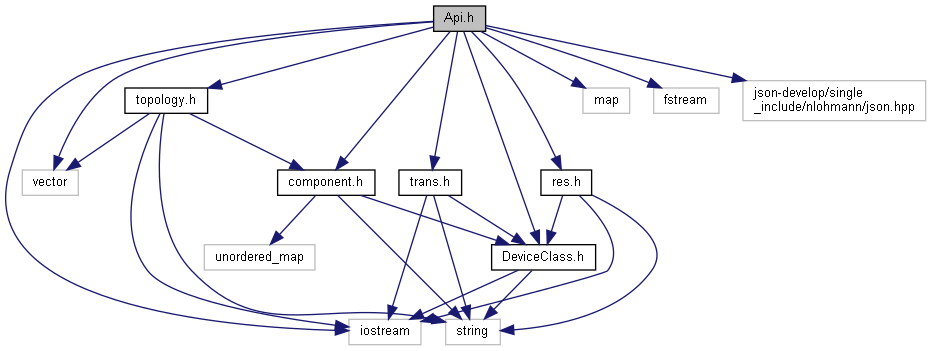 Api.h
topology.h
map
fstream
json-develop/single
_include/nlohmann/json.hpp
vector
component.h
trans.h
res.h
unordered_map
DeviceClass.h
iostream
string